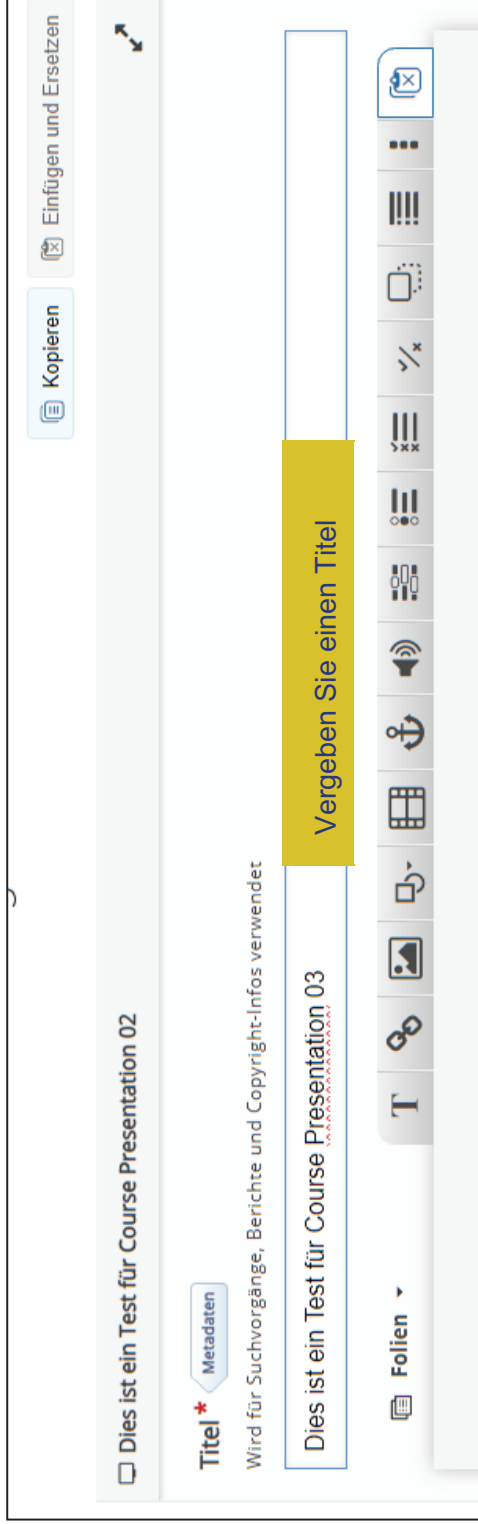 Kopieren
Einfügen und Ersetzen
Dies ist ein Test für Course Presentation 02
Titel * Metadaten
Wird für Suchvorgänge, Berichte und Copyright-Infos verwendet
Dies ist ein Test für Course Presentation 03
Vergeben Sie einen Titel
Folien
T